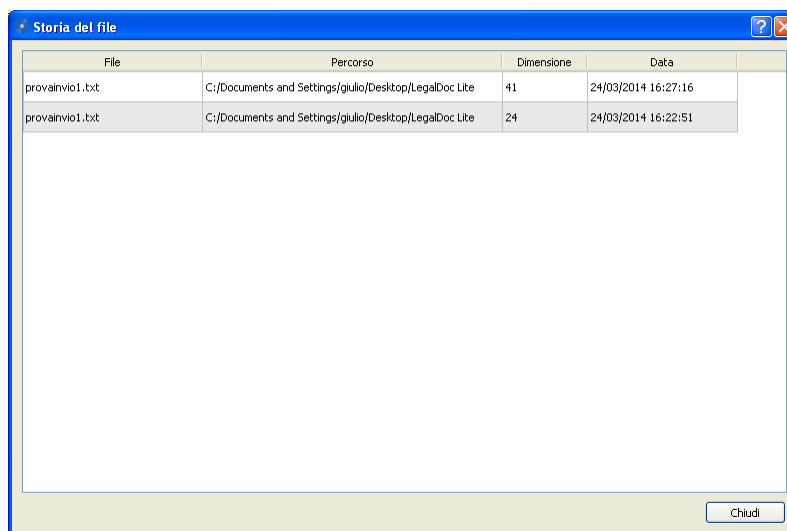 Storia del file
File Percorso Dimensione Data
provainvio1.txt C:/Documents and Settings/giulio/Desktop/LegalDoc Lite 41 24/03/2014 16:27:16
provainvio1.txt C:/Documents and Settings/giulio/Desktop/LegalDoc Lite 24 24/03/2014 16:22:51
Chiudi